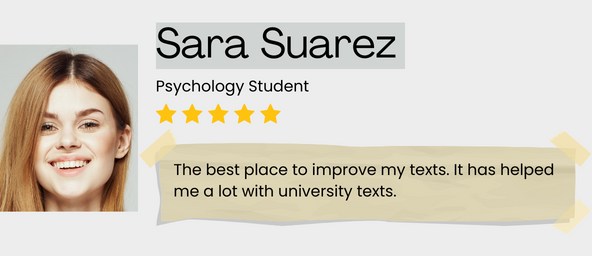 Sara Suarez
Psychology Student
The best place to improve my texts. It has helped
me a lot with university texts.